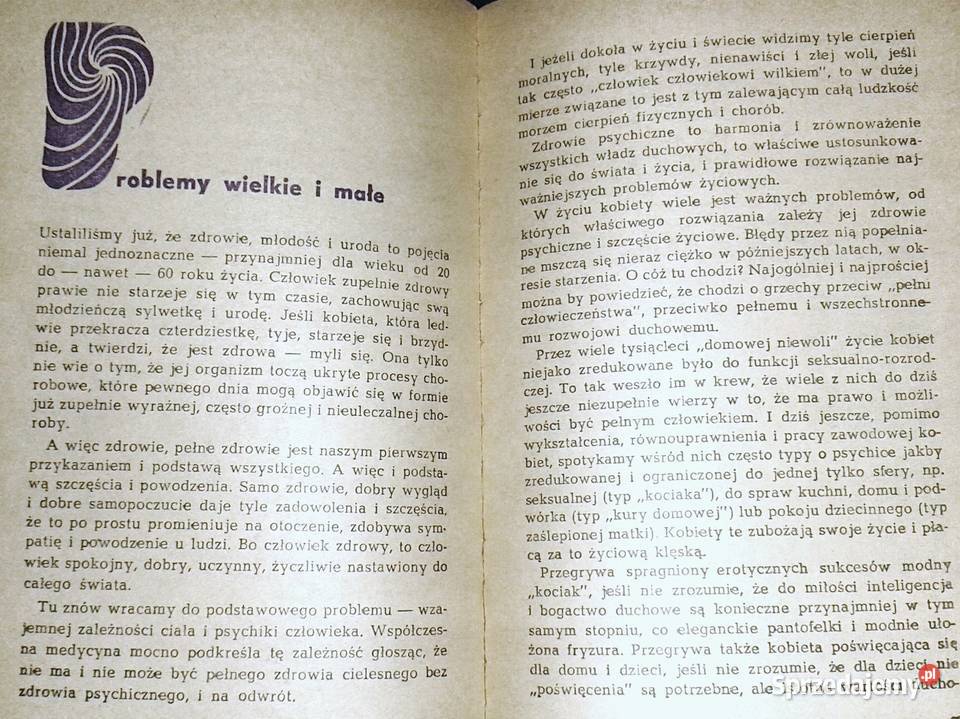 Problemy wielkie i małe
Ustaliliśmy już, że zdrowie, młodość i uroda to pojęcia
niemal jednoznaczne — przynajmniej dla wieku od 20
do — nawet — 60 roku życia. Człowiek zupełnie zdrowy
prawie nie starzeje się w tym czasie, zachowując swą
młodzieńczą sylwetkę i urodę. Jeśli kobieta, która led-
wie przekracza czterdziestkę, tyje, starzeje się i brzyd-
nie, a twierdzi, że jest zdrowa — myli się. Ona tylko
nie wie o tym, że jej organizm toczą ukryte procesy cho-
robowe, które pewnego dnia mogą objawić się w formie
już zupełnie wyraźnej, często groźnej i nieuleczalnej cho-
roby.
A więc zdrowie, pełne zdrowie jest naszym pierwszym
przykazaniem i podstawą wszystkiego. A więc i podsta-
wą szczęścia i powodzenia. Samo zdrowie, dobry wygląd
i dobre samopoczucie daje tyle zadowolenia i szczęścia,
że to po prostu promieniuje na otoczenie, zdobywa sym-
patię i powodzenie u ludzi. Bo człowiek zdrowy, to czło-
wiek spokojny, dobry, uczynny, życzliwie nastawiony do
całego świata.
Tu znów wracamy do podstawowego problemu — wza-
jemnej zależności ciała i psychiki człowieka. Współczes-
na medycyna mocno podkreśla tę zależność głosząc, że
nie ma i nie może być pełnego zdrowia cielesnego bez
zdrowia psychicznego, i na odwrót.
I jeżeli dokoła w życiu i świecie widzimy tyle cierpień
moralnych, tyle krzywdy, nienawiści i złej woli, jeśli
tak często „człowiek człowiekowi wilkiem", to w dużej
mierze związane to jest z tym zalewającym całą ludzkość
morzem cierpień fizycznych i chorób.
Zdrowie psychiczne to harmonia i zrównoważenie
wszystkich władz duchowych, to właściwe ustosunkowa-
nie się do świata i życia, i prawidłowe rozwiązanie naj-
ważniejszych problemów życiowych.
W życiu kobiety wiele jest ważnych problemów, od
których właściwego rozwiązania zależy jej zdrowie
psychiczne i szczęście życiowe. Błędy przez nią popełnia-
ne mszczą się nieraz ciężko w późniejszych latach, w ok-
resie starzenia. O cóż tu chodzi? Najogólniej i najprościej
można by powiedzieć, że chodzi o grzechy przeciw „pełni
człowieczeństwa", przeciwko pełnemu i wszechstronne-
mu rozwojowi duchowemu.
Przez wiele tysiącleci „domowej niewoli" życie kobiet
niejako zredukowane było do funkcji seksualno-rozrod-
czej. To tak weszło im w krew, że wiele z nich do dziś
jeszcze niezupełnie wierzy w to, że ma prawo i możli-
wości być pełnym człowiekiem. I dziś jeszcze, pomimo
wykształcenia, równouprawnienia i pracy zawodowej ko-
biet, spotykamy wśród nich często typy o psychice jakby
zredukowanej i ograniczonej do jednej tylko sfery, np.
seksualnej (typ „kociaka"), do spraw kuchni, domu i pod-
wórka (typ „kury domowej") lub pokoju dziecinnego (typ
zaślepionej matki). Kobiety te zubożają swoje życie i pła-
cą za to życiową klęską.
Przegrywa spragniony erotycznych sukcesów modny
„kociak", jeśli nie zrozumie, że do miłości inteligencja
i bogactwo duchowe są konieczne przynajmniej w tym
samym stopniu, co eleganckie pantofelki i modnie uło-
żona fryzura. Przegrywa także kobieta poświęcająca się
dla domu i dzieci, jeśli nie zrozumie, że dla dzieci nie
„poświęcenia" są potrzebne, ale wartości ducho-
Sprzedajemy.pl